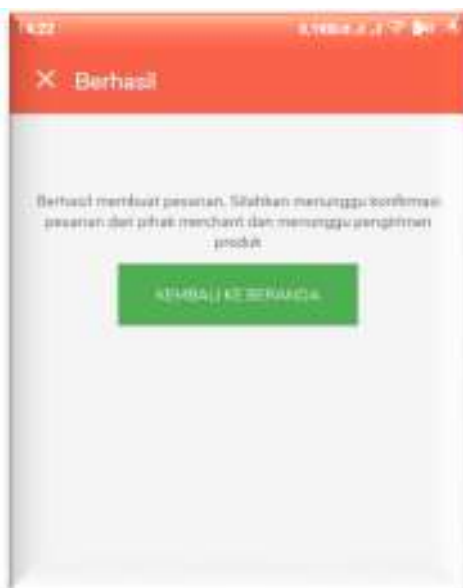 Berhasil
Berhasil membuat pesanan. Silahkan menunggu konfirmasi
pesanan dari pihak merchant dan menunggu pengiriman
produk
KEMBALI KE BERANDA